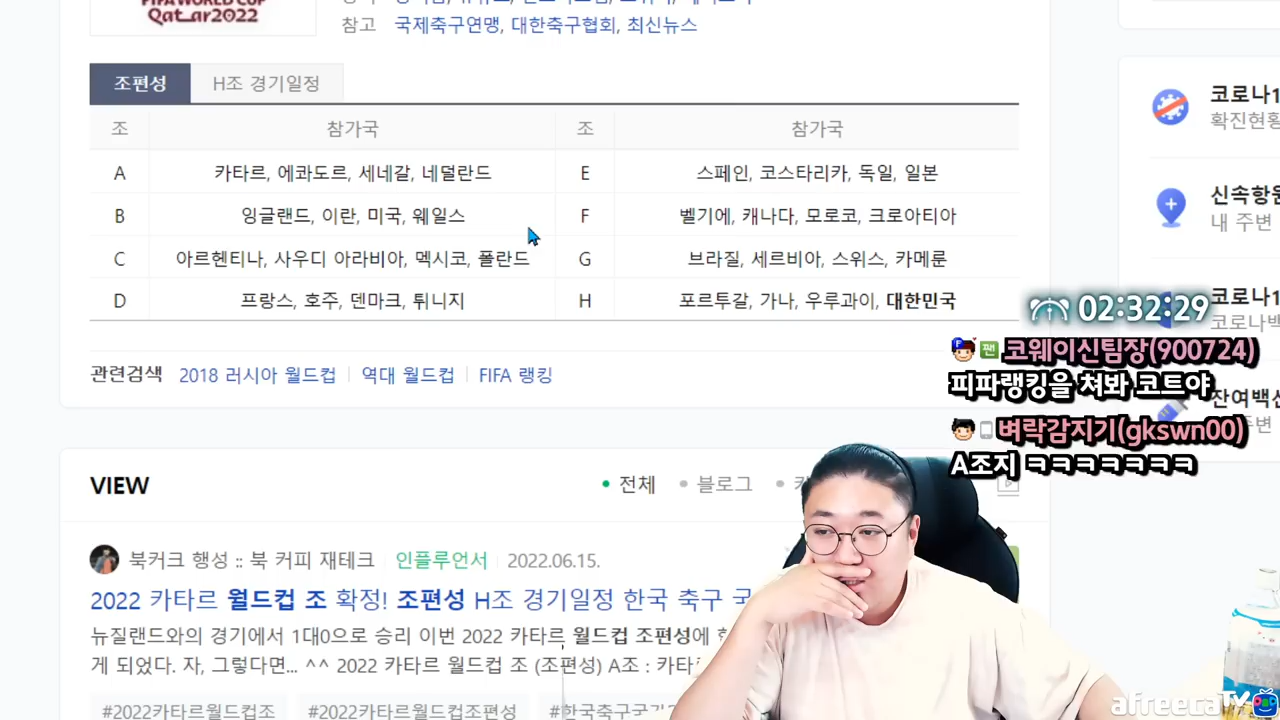 FIFA WORLD CUP
Qatar2022
참고 국제축구연맹, 대한축구협회, 최신뉴스
조편성 H조 경기일정
조 참가국 조 참가국
A 카타르, 에콰도르, 세네갈, 네덜란드 E 스페인, 코스타리카, 독일, 일본
B 잉글랜드, 이란, 미국, 웨일스 F 벨기에, 캐나다, 모로코, 크로아티아
C 아르헨티나, 사우디 아라비아, 멕시코, 폴란드 G 브라질, 세르비아, 스위스, 카메룬
D 프랑스, 호주, 덴마크, 튀니지 H 포르투갈, 가나, 우루과이, 대한민국
관련검색 2018 러시아 월드컵 역대 월드컵 FIFA 랭킹
코로나1
확진현황
신속항원
내 주변
코로나1
코로나백
잔여백신
주변
02:32:29
팬 코웨이신팀장(900724)
피파랭킹을 쳐봐 코트야
벼락감지기(gkswn00)
A조지 ㅋㅋㅋㅋㅋㅋㅋ
VIEW 전체 블로그
북커크 행성 :: 북 커피 재테크 인플루언서 2022.06.15.
2022 카타르 월드컵 조 확정! 조편성 H조 경기일정 한국 축구 국
뉴질랜드와의 경기에서 1대0으로 승리 이번 2022 카타르 월드컵 조편성에
게 되었다. 자, 그렇다면... ^^ 2022 카타르 월드컵 조 (조편성) A조 : 카타르
#2022카타르월드컵조 #2022카타르월드컵조편성 #한국축구국가
afreecaTV